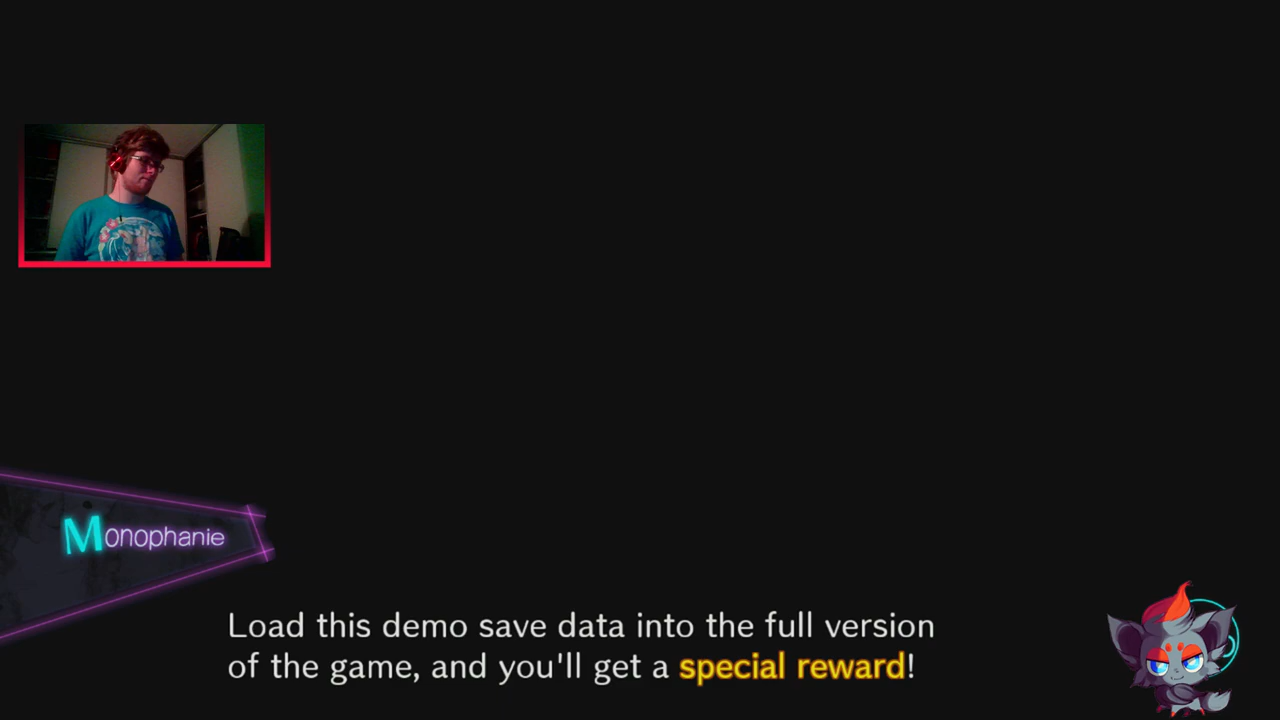 Monophanie
Load this demo save data into the full version
of the game, and you'll get a special reward!